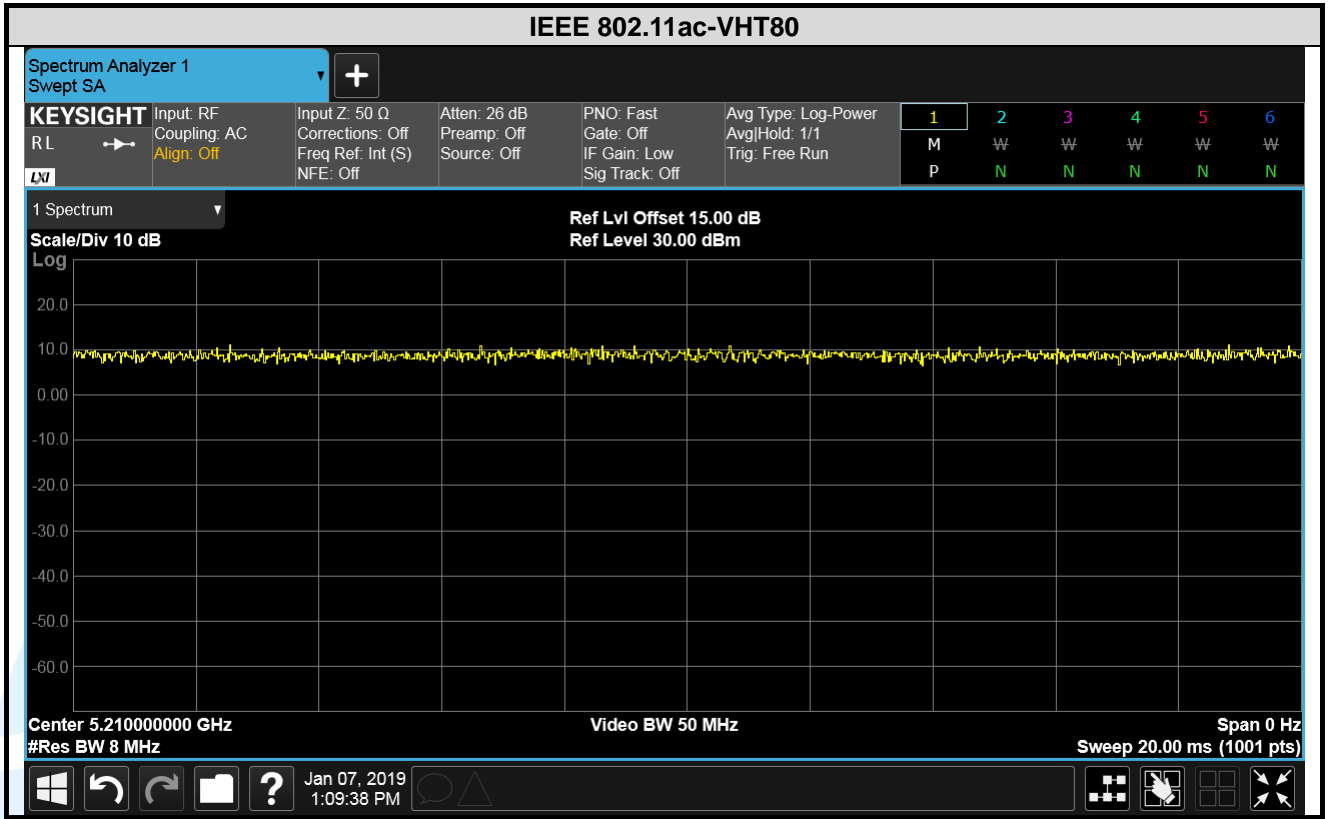 IEEE 802.11ac-VHT80
Spectrum Analyzer 1
Swept SA
KEYSIGHT
RL
LXI
Input: RF
Coupling: AC
Align: Off
Input Z: 50 Ω
Corrections: Off
Freq Ref: Int (S)
NFE: Off
Atten: 26 dB
Preamp: Off
Source: Off
PNO: Fast
Gate: Off
IF Gain: Low
Sig Track: Off
Avg Type: Log-Power
Avg|Hold: 1/1
Trig: Free Run
1 2 3 4 5 6
M W W W W W
P N N N N N
1 Spectrum
Scale/Div 10 dB
Ref Lvl Offset 15.00 dB
Ref Level 30.00 dBm
Log
20.0
10.0
0.00
-10.0
-20.0
-30.0
-40.0
-50.0
-60.0
Center 5.210000000 GHz
#Res BW 8 MHz
Video BW 50 MHz
Span 0 Hz
Sweep 20.00 ms (1001 pts)
?
Jan 07, 2019
1:09:38 PM